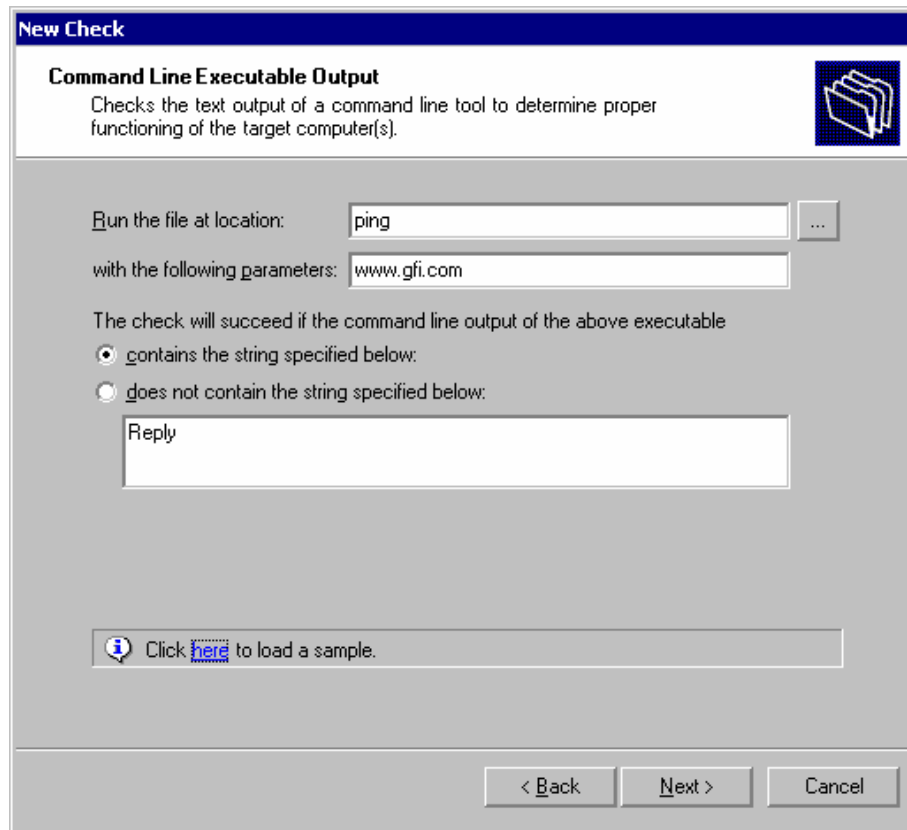 New Check
Command Line Executable Output
Checks the text output of a command line tool to determine proper
functioning of the target computer(s).
Run the file at location: ping ...
with the following parameters: www.gfi.com
The check will succeed if the command line output of the above executable
contains the string specified below:
does not contain the string specified below:
Reply
Click here to load a sample.
< Back Next > Cancel